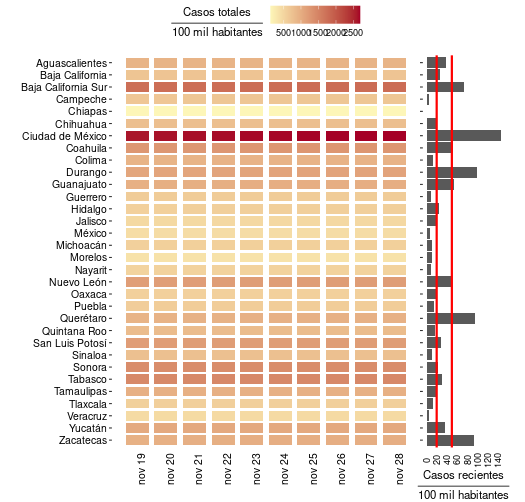 Casos totales
100 mil habitantes
500 1000 1500 2000 2500
Aguascalientes
Baja California
Baja California Sur
Campeche
Chiapas
Chihuahua
Ciudad de México
Coahuila
Colima
Durango
Guanajuato
Guerrero
Hidalgo
Jalisco
México
Michoacán
Morelos
Nayarit
Nuevo León
Oaxaca
Puebla
Querétaro
Quintana Roo
San Luis Potosí
Sinaloa
Sonora
Tabasco
Tamaulipas
Tlaxcala
Veracruz
Yucatán
Zacatecas
nov 19
nov 20
nov 21
nov 22
nov 23
nov 24
nov 25
nov 26
nov 27
nov 28
0
20
40
60
80
100
120
140
Casos recientes
100 mil habitantes